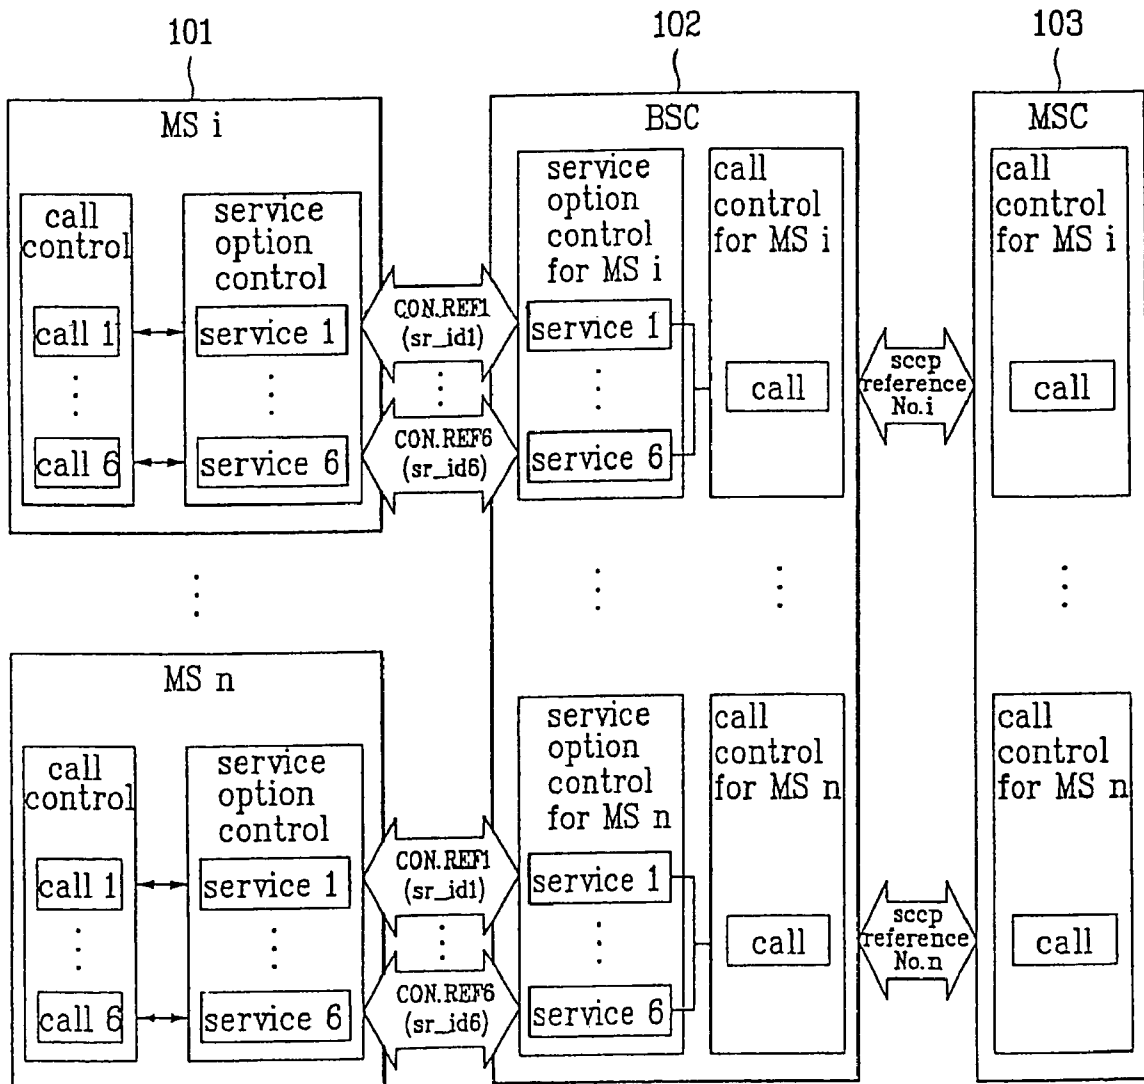 101
102
103
MS i
BSC
MSC
call
control
call 1
call 6
service
option
control
service 1
service 6
CON.REF1
(sr_id1)
CON.REF6
(sr_id6)
service
option
control
for MS i
service 1
service 6
call
control
for MS i
call
sccp
reference
No.i
call
control
for MS i
call
MS n
call
control
call 1
call 6
service
option
control
service 1
service 6
CON.REF1
(sr_id1)
CON.REF6
(sr_id6)
service
option
control
for MS n
service 1
service 6
call
control
for MS n
call
sccp
reference
No.n
call
control
for MS n
call